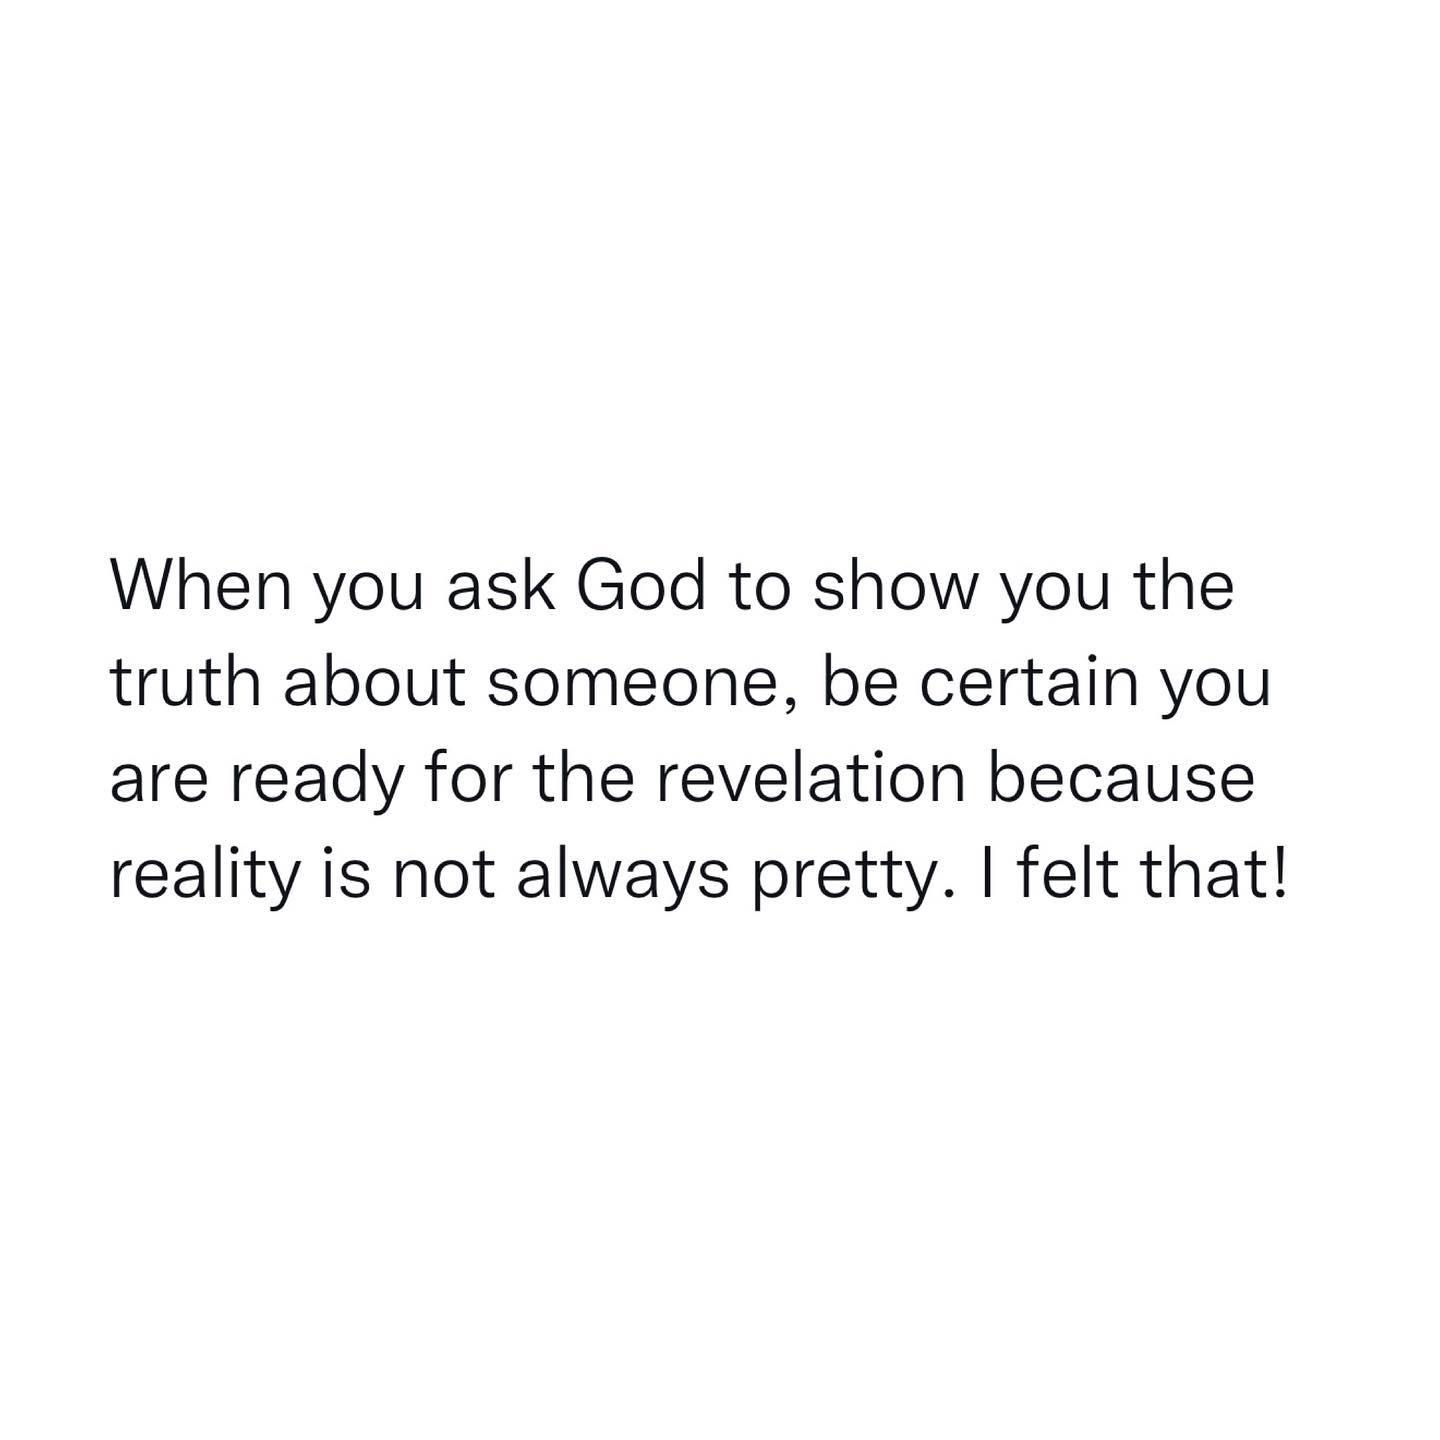 When you ask God to show you the
truth about someone, be certain you
are ready for the revelation because
reality is not always pretty. I felt that!